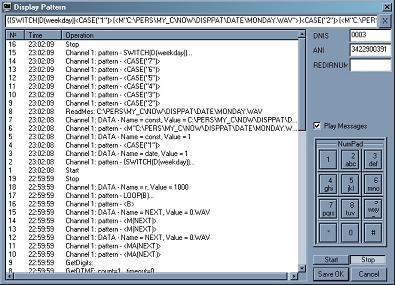 Display Pattern
{(SWITCH|D(weekday)|<CASE("1")>{<M"C:\PERS\MY_C\NOW\DISPPAT\DATE\MONDAY.WAV">}<CASE("2")>{<M"C:\P X
Nº Time Operation
16 23:02:09 Stop
15 23:02:09 Channel 1: pattern - SWITCH|D(weekday)|...
14 23:02:09 Channel 1: pattern - <CASE("7">
13 23:02:09 Channel 1: pattern - <CASE("6">
12 23:02:09 Channel 1: pattern - <CASE("5">
11 23:02:09 Channel 1: pattern - <CASE("4">
10 23:02:09 Channel 1: pattern - <CASE("3">
9 23:02:09 Channel 1: pattern - <CASE("2">
8 23:02:08 ReadMes: C:\PERS\MY_C\NOW\DISPPAT\DATE\MONDAY.WAV
7 23:02:08 Channel 1: DATA - Name = const, Value = C:\PERS\MY_C\NOW\DISPPAT\D...
6 23:02:08 Channel 1: pattern - <M"C:\PERS\MY_C\NOW\DISPPAT\DATE\MONDAY.W...
5 23:02:08 Channel 1: DATA - Name = const, Value = 1
4 23:02:08 Channel 1: pattern - <CASE("1">
3 23:02:08 Channel 1: DATA - Name = date, Value = 1
2 23:02:08 Channel 1: pattern - {SWITCH|D(weekday)|...
1 23:02:08 Start
19 22:59:59 Stop
18 22:59:59 Channel 1: DATA - Name = r, Value = 1000
17 22:59:59 Channel 1: pattern - LOOP(B)...
16 22:59:59 Channel 1: pattern - <B>
15 22:59:59 Channel 1: DATA - Name = NEXT, Value = 0.WAV
14 22:59:59 Channel 1: pattern - <M(NEXT|>
13 22:59:59 Channel 1: pattern - <M(NEXT|>
12 22:59:59 Channel 1: DATA - Name = NEXT, Value = 0.WAV
11 22:59:59 Channel 1: pattern - <MA(NEXT|>
10 22:59:59 Channel 1: pattern - <MA(NEXT|>
9 22:59:59 GetDigits:
8 22:59:59 GetDTMF: count=1, timeout=0
DNIS 0003
ANI 3422900391
REDIRNUM
Play Messages
NumPad
1 2 abc 3 def
4 ghi 5 jkl 6 mno
7 pqrs 8 tuv 9 wxy
* 0 #
Start Stop
Save OK Cancel